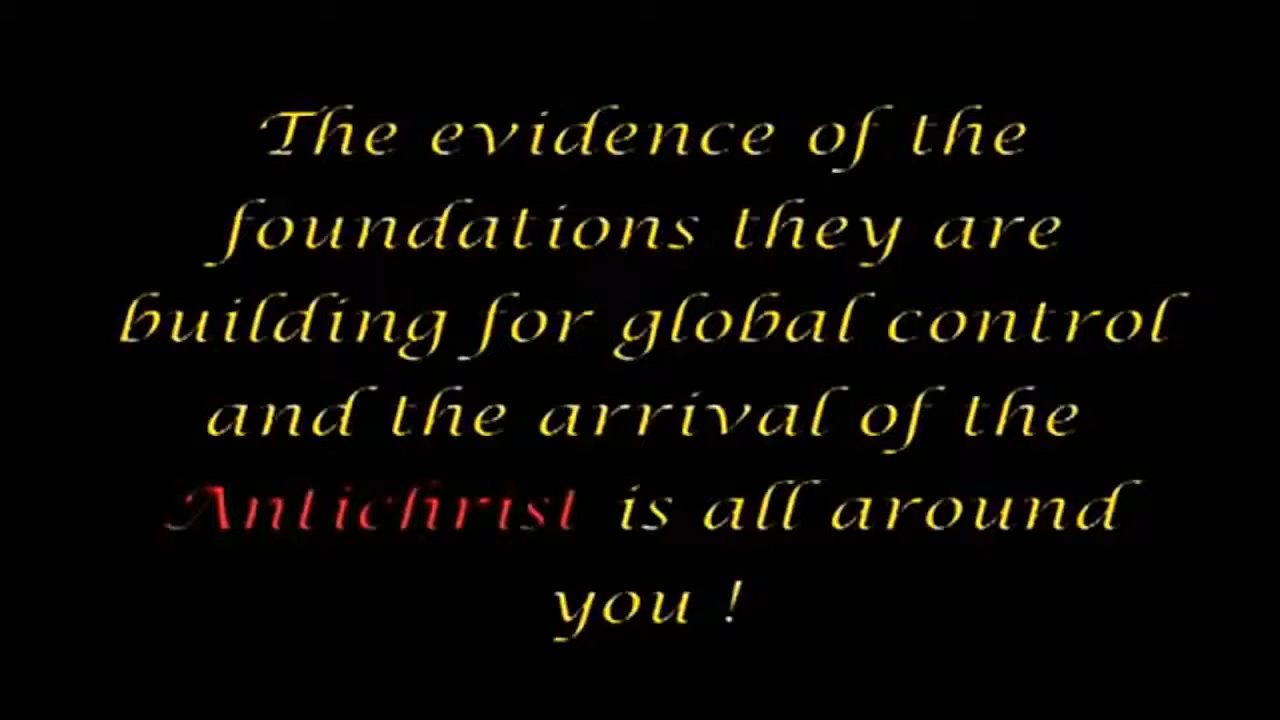 The evidence of the
foundations they are
building for global control
and the arrival of the
Antichrist is all around
you !